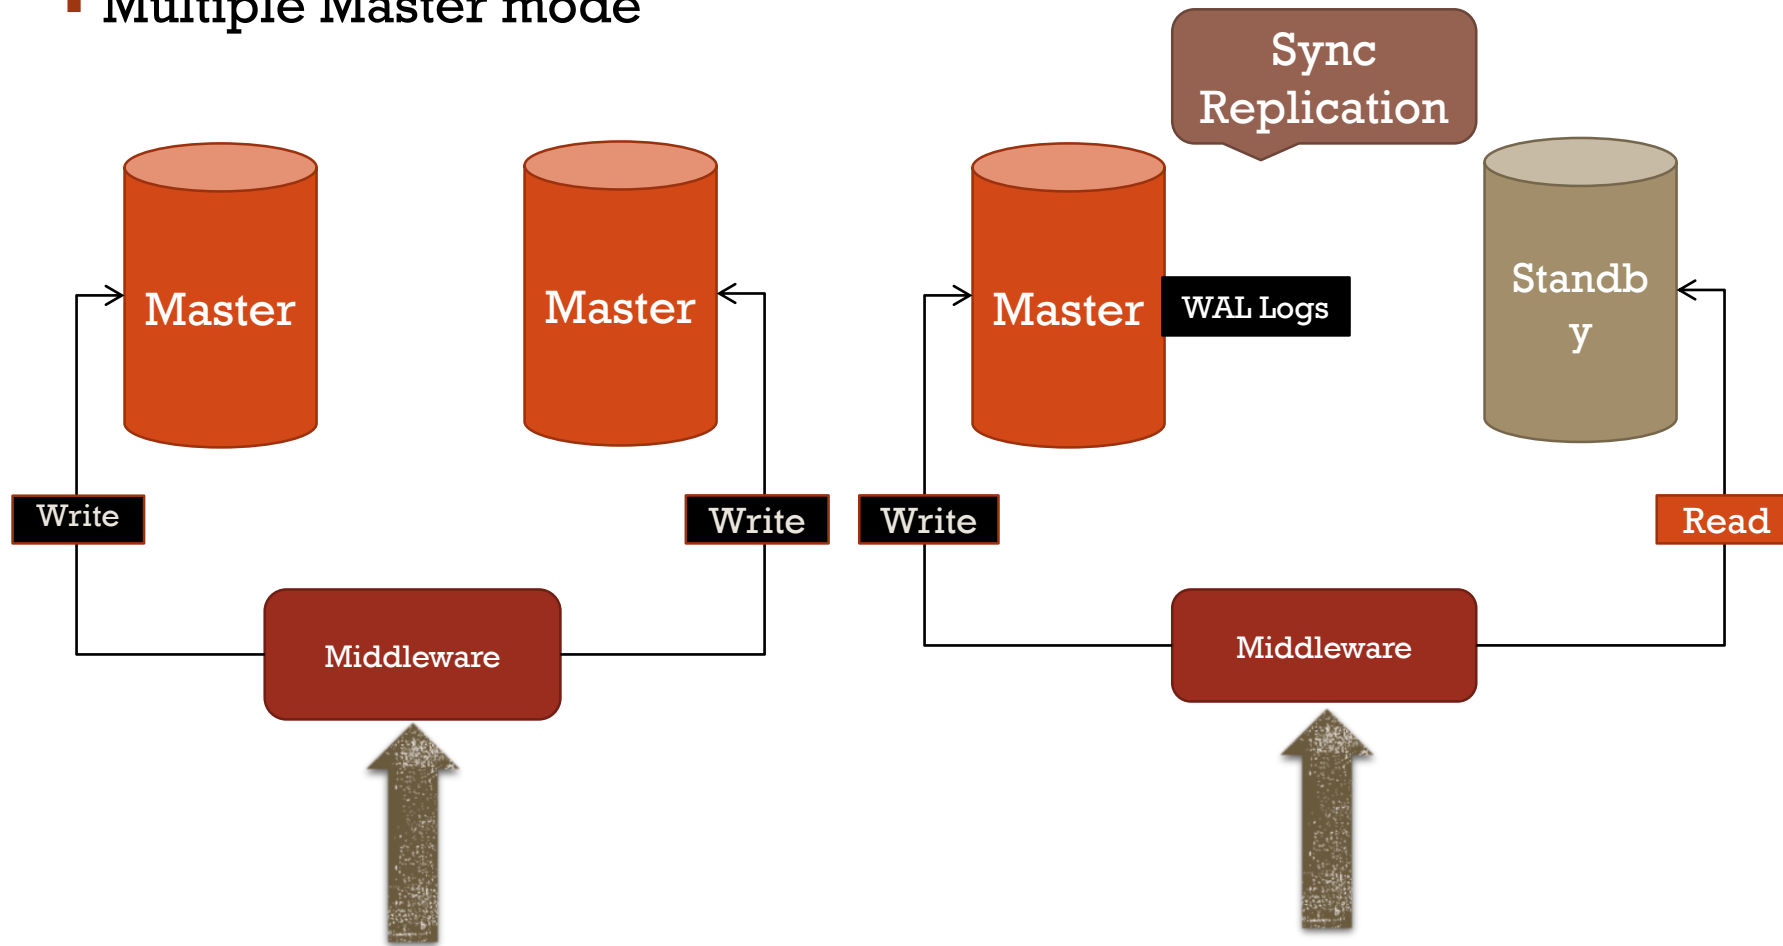 Multiple Master mode
Sync
Replication
Master
Master
Master
WAL Logs
Standb
y
Write
Write
Write
Read
Middleware
Middleware